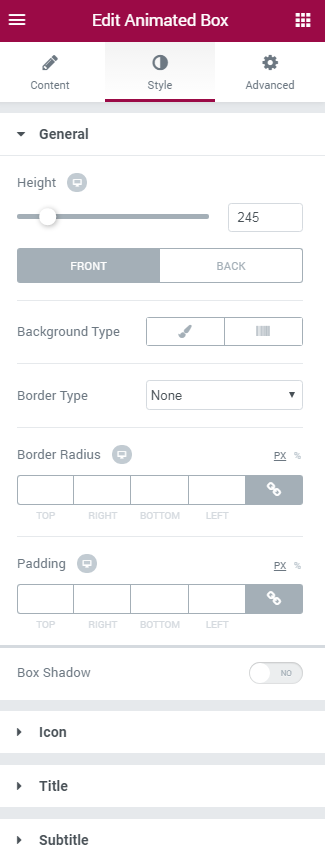 Edit Animated Box
Content Style Advanced
General
Height
245
FRONT BACK
Background Type
Border Type None
Border Radius PX %
TOP RIGHT BOTTOM LEFT
Padding PX %
TOP RIGHT BOTTOM LEFT
Box Shadow NO
Icon
Title
Subtitle